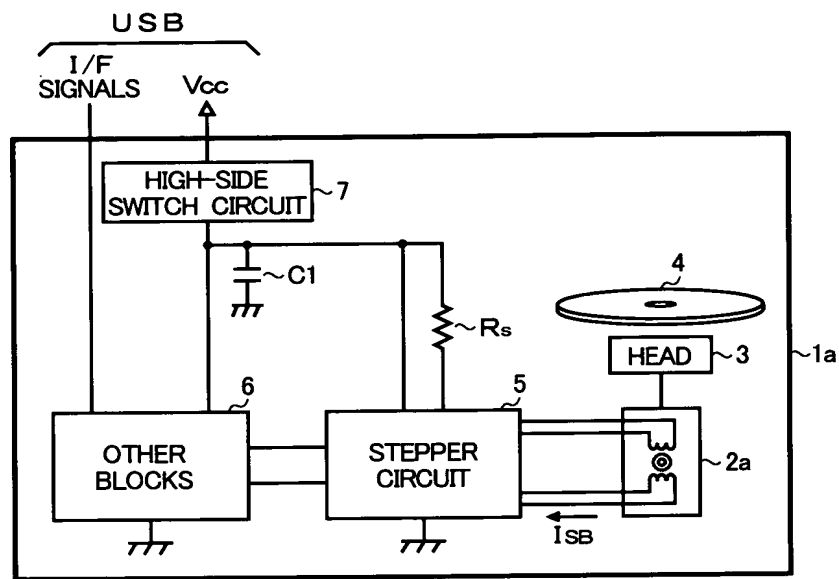 USB
I/F
SIGNALS
Vcc
HIGH-SIDE
SWITCH CIRCUIT
7
C1
Rs
4
HEAD
3
1a
6
5
OTHER
BLOCKS
STEPPER
CIRCUIT
2a
ISB